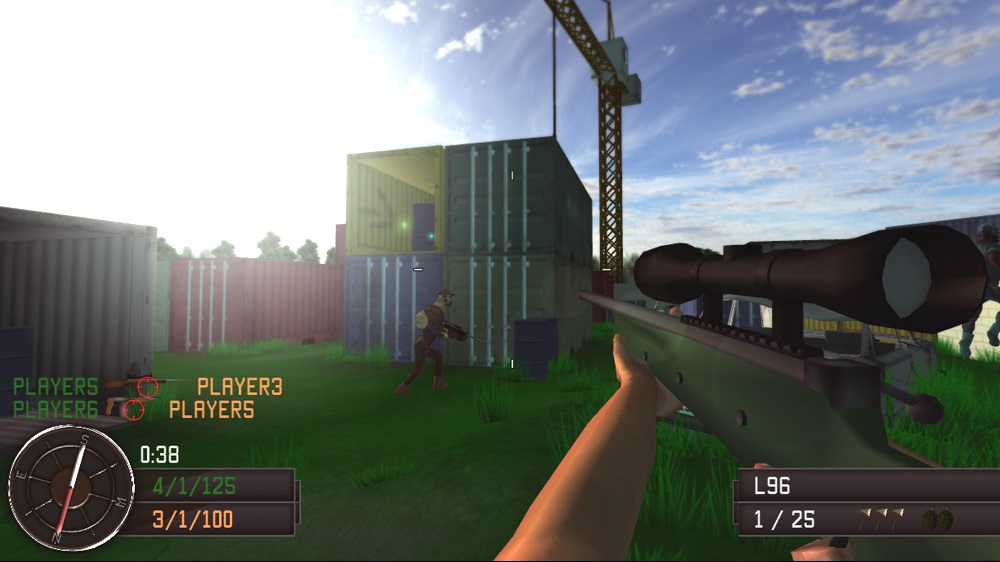 PLAYER5 PLAYER3
PLAYER6 PLAYER5
S
E
N
0:38
4/1/125
3/1/100
L96
1 / 25